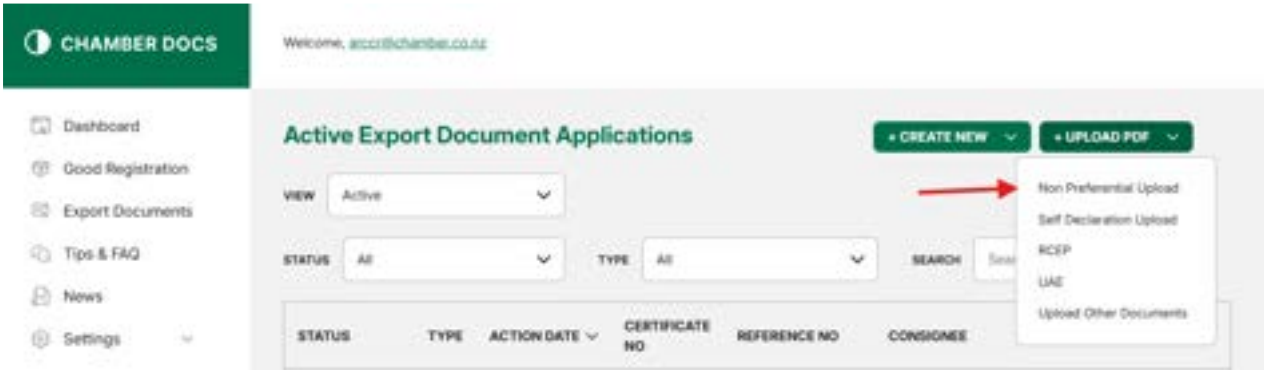 CHAMBER DOCS
Welcome,
Dashboard
Good Registration
Export Documents
Tips & FAQ
News
Settings
Active Export Document Applications
+ CREATE NEW
+ UPLOAD PDF
Non Preferential Upload
Self Declaration Upload
RCEP
UAE
Upload Other Documents
VIEW Active
STATUS All TYPE All SEARCH
STATUS TYPE ACTION DATE CERTIFICATE NO REFERENCE NO CONSIGNEE